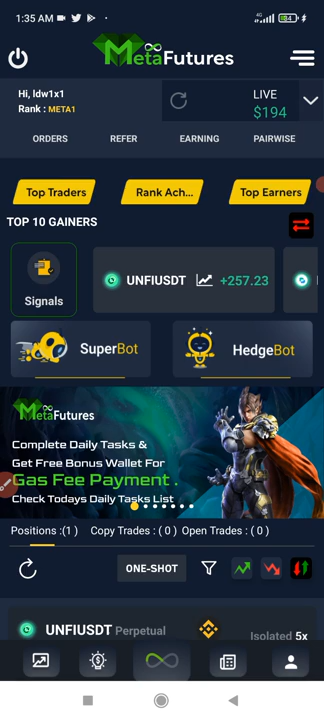 1:35 AM
4G
84
MetaFutures
Hi, ldw1x1
Rank : META1
LIVE
$194
ORDERS REFER EARNING PAIRWISE
Top Traders Rank Ach... Top Earners
TOP 10 GAINERS
Signals
UNFIUSDT +257.23
SuperBot HedgeBot
MetaFutures
Complete Daily Tasks &
Get Free Bonus Wallet For
Gas Fee Payment .
Check Todays Daily Tasks List
Positions :(1) Copy Trades : ( 0 ) Open Trades : ( 0 )
ONE-SHOT
UNFIUSDT Perpetual
Isolated 5x